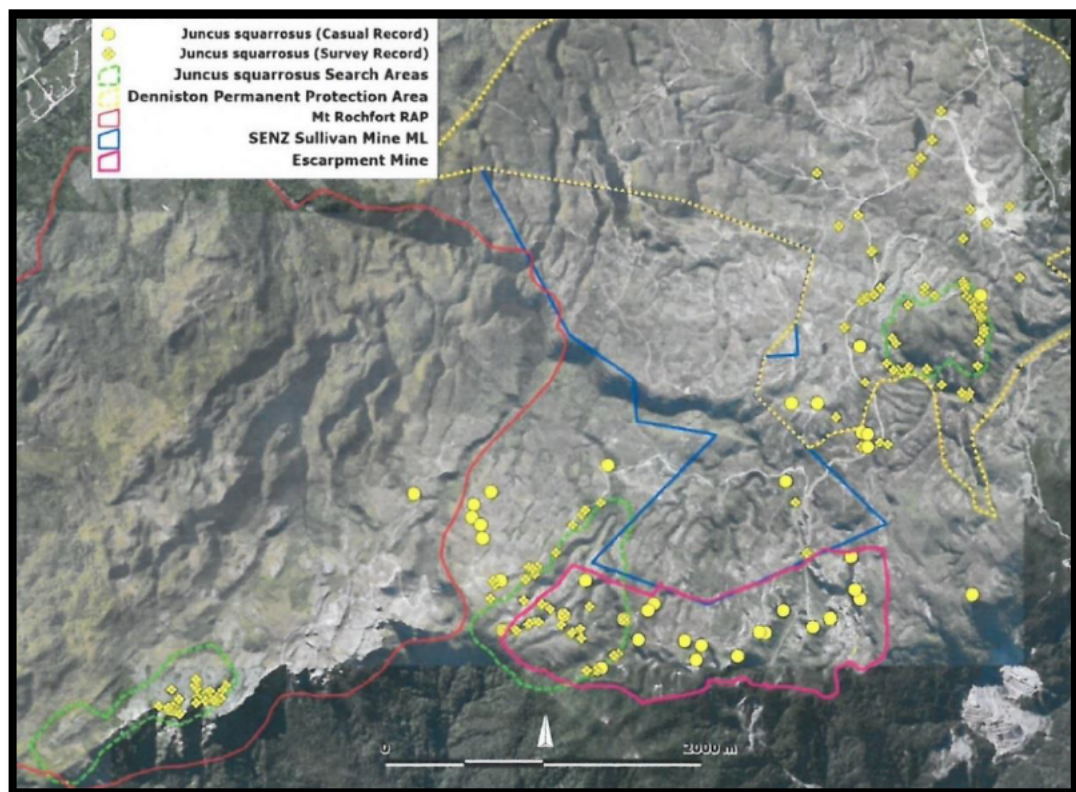 Juncus squarrosus (Casual Record)
Juncus squarrosus (Survey Record)
Juncus squarrosus Search Areas
Denniston Permanent Protection Area
Mt Rochfort RAP
SENZ Sullivan Mine ML
Escarpment Mine
0 2000 m